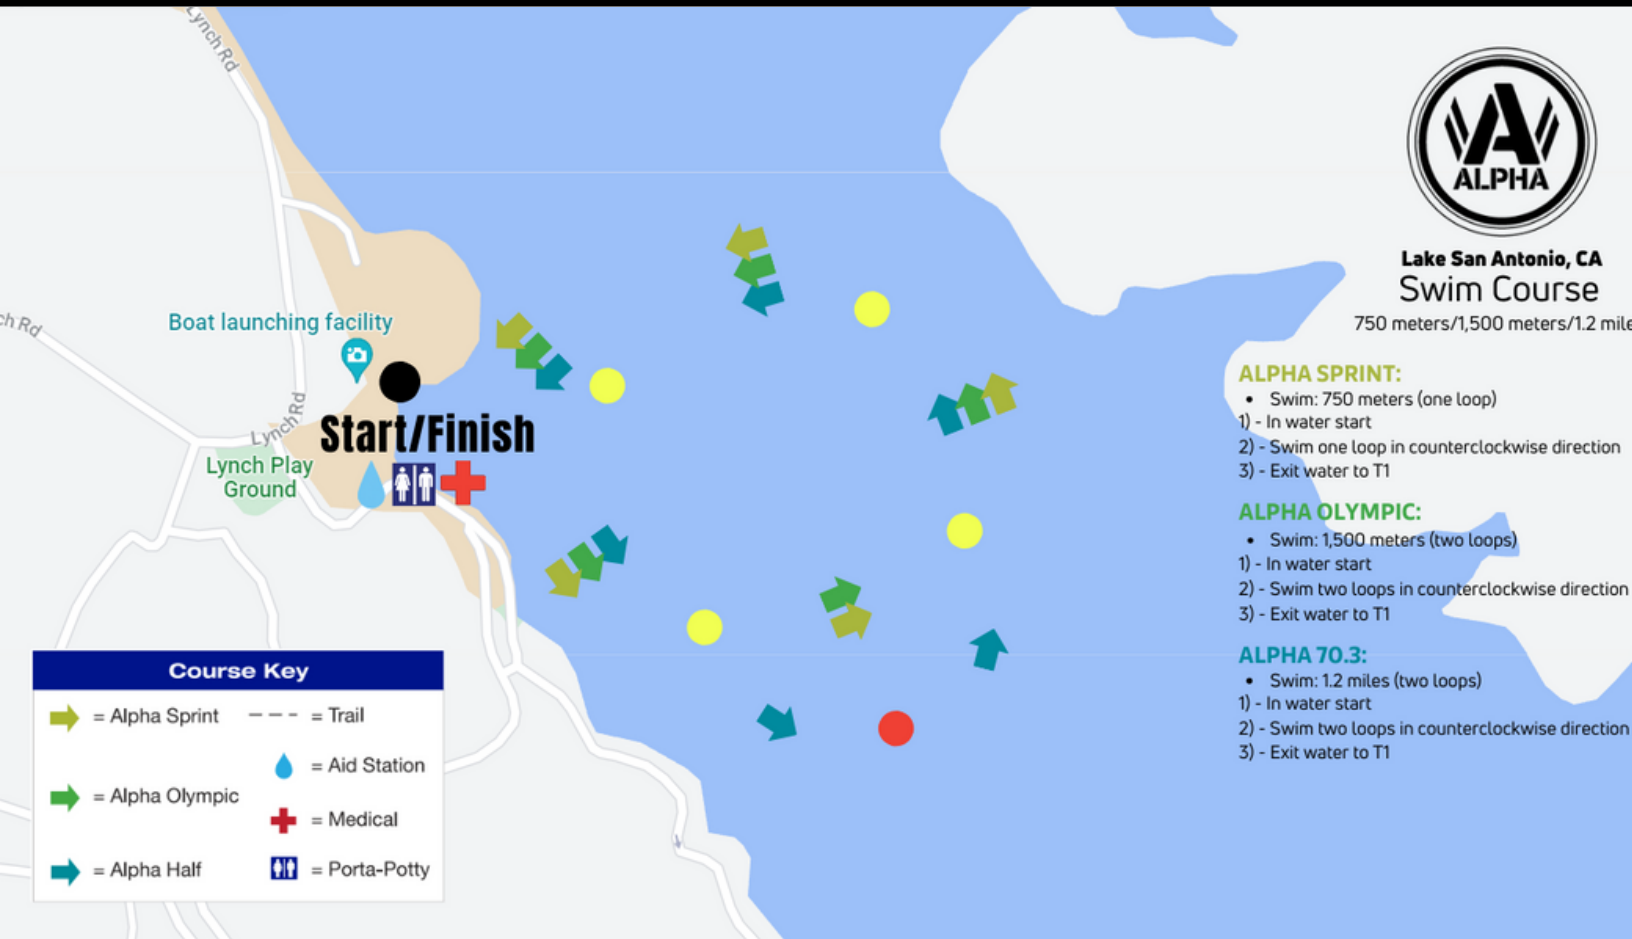 Lynch Rd
ALPHA
Lake San Antonio, CA
Swim Course
750 meters/1,500 meters/1.2 mile
ch Rd
Boat launching facility
Lynch Rd
Start/Finish
Lynch Play
Ground
ALPHA SPRINT:
• Swim: 750 meters (one loop)
1) - In water start
2) - Swim one loop in counterclockwise direction
3) - Exit water to T1
ALPHA OLYMPIC:
• Swim: 1,500 meters (two loops)
1) - In water start
2) - Swim two loops in counterclockwise direction
3) - Exit water to T1
ALPHA 70.3:
• Swim: 1.2 miles (two loops)
1) - In water start
2) - Swim two loops in counterclockwise direction
3) - Exit water to T1
Course Key
= Alpha Sprint
= Trail
= Aid Station
= Alpha Olympic
= Medical
= Alpha Half
= Porta-Potty